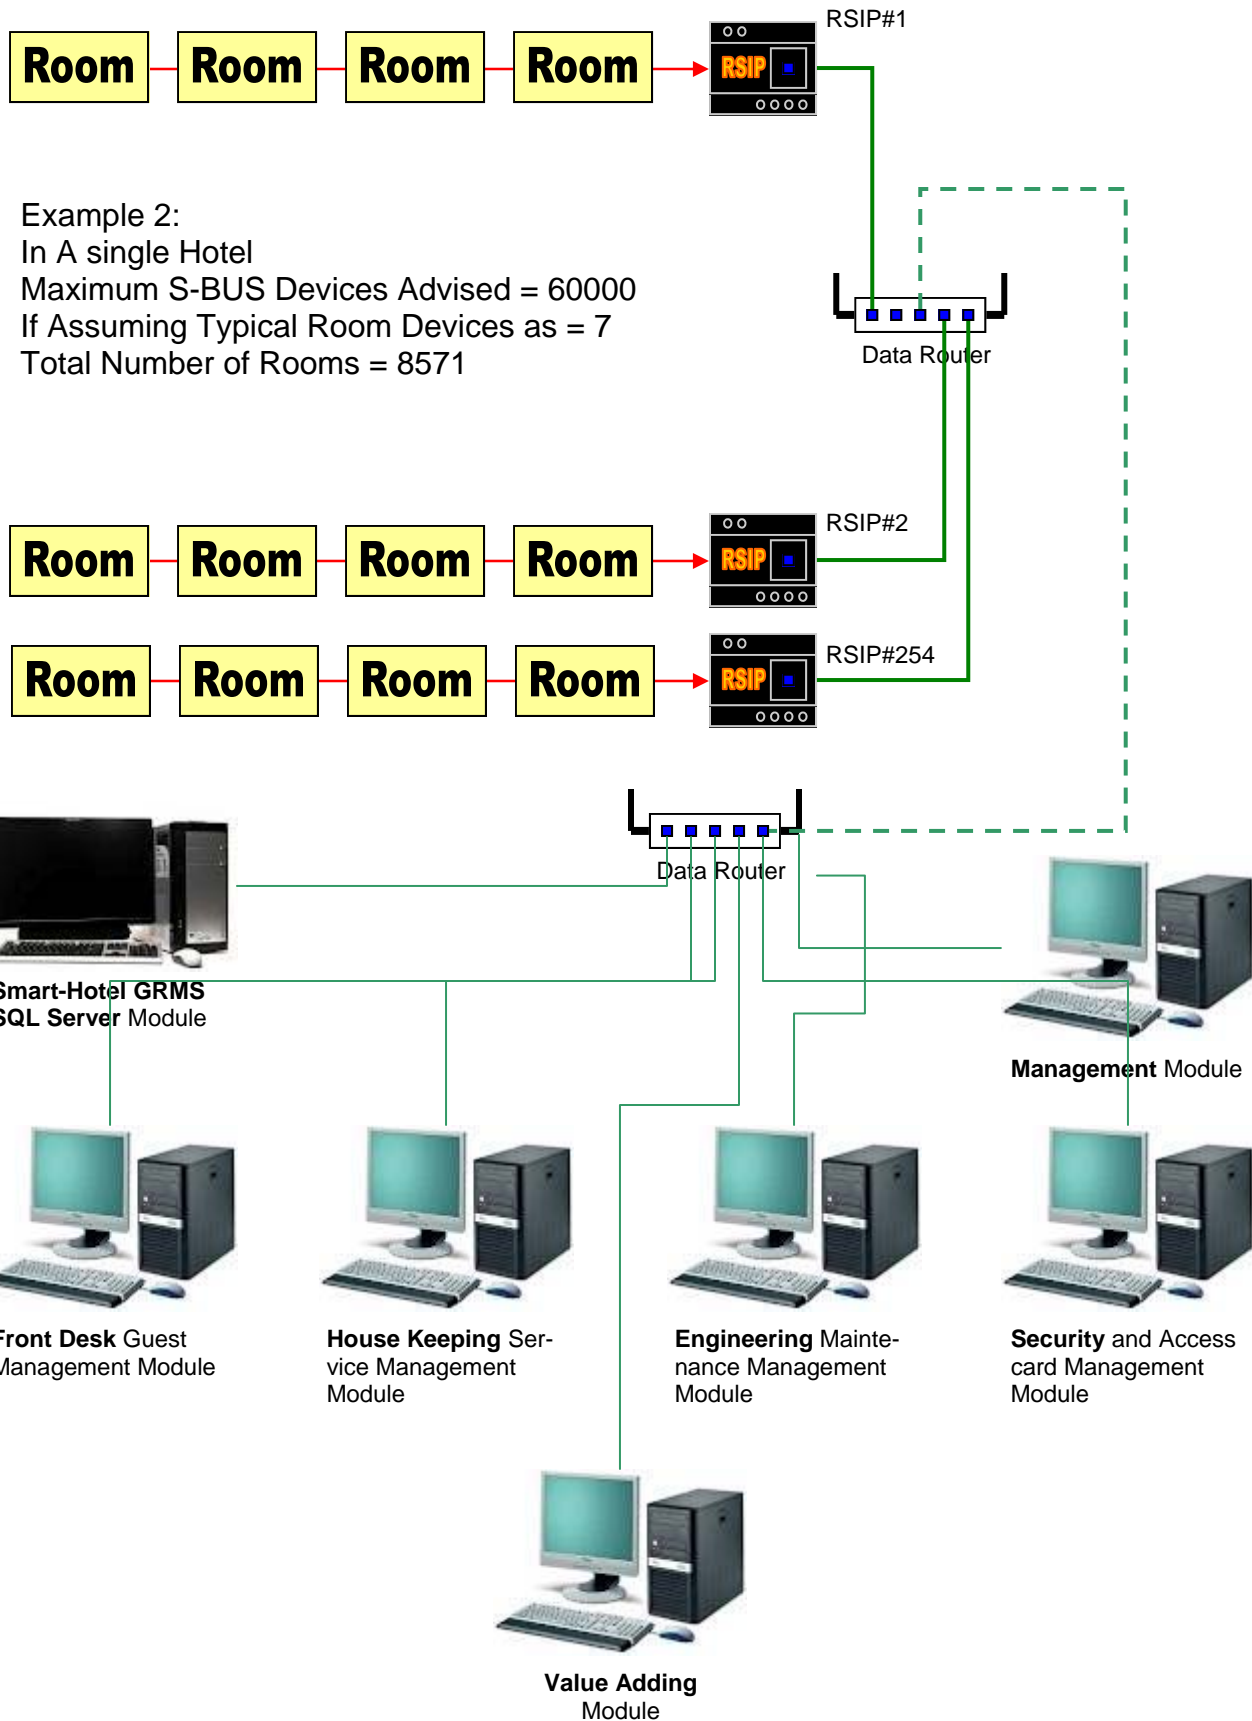 RSIP#1
Room Room Room Room RSIP
Example 2:
In A single Hotel
Maximum S-BUS Devices Advised = 60000
If Assuming Typical Room Devices as = 7
Total Number of Rooms = 8571
Data Router
RSIP#2
Room Room Room Room RSIP
RSIP#254
Room Room Room Room RSIP
Data Router
Smart-Hotel GRMS
SQL Server Module
Management Module
Front Desk Guest
Management Module
House Keeping Ser-
vice Management
Module
Engineering Mainte-
nance Management
Module
Security and Access
card Management
Module
Value Adding
Module